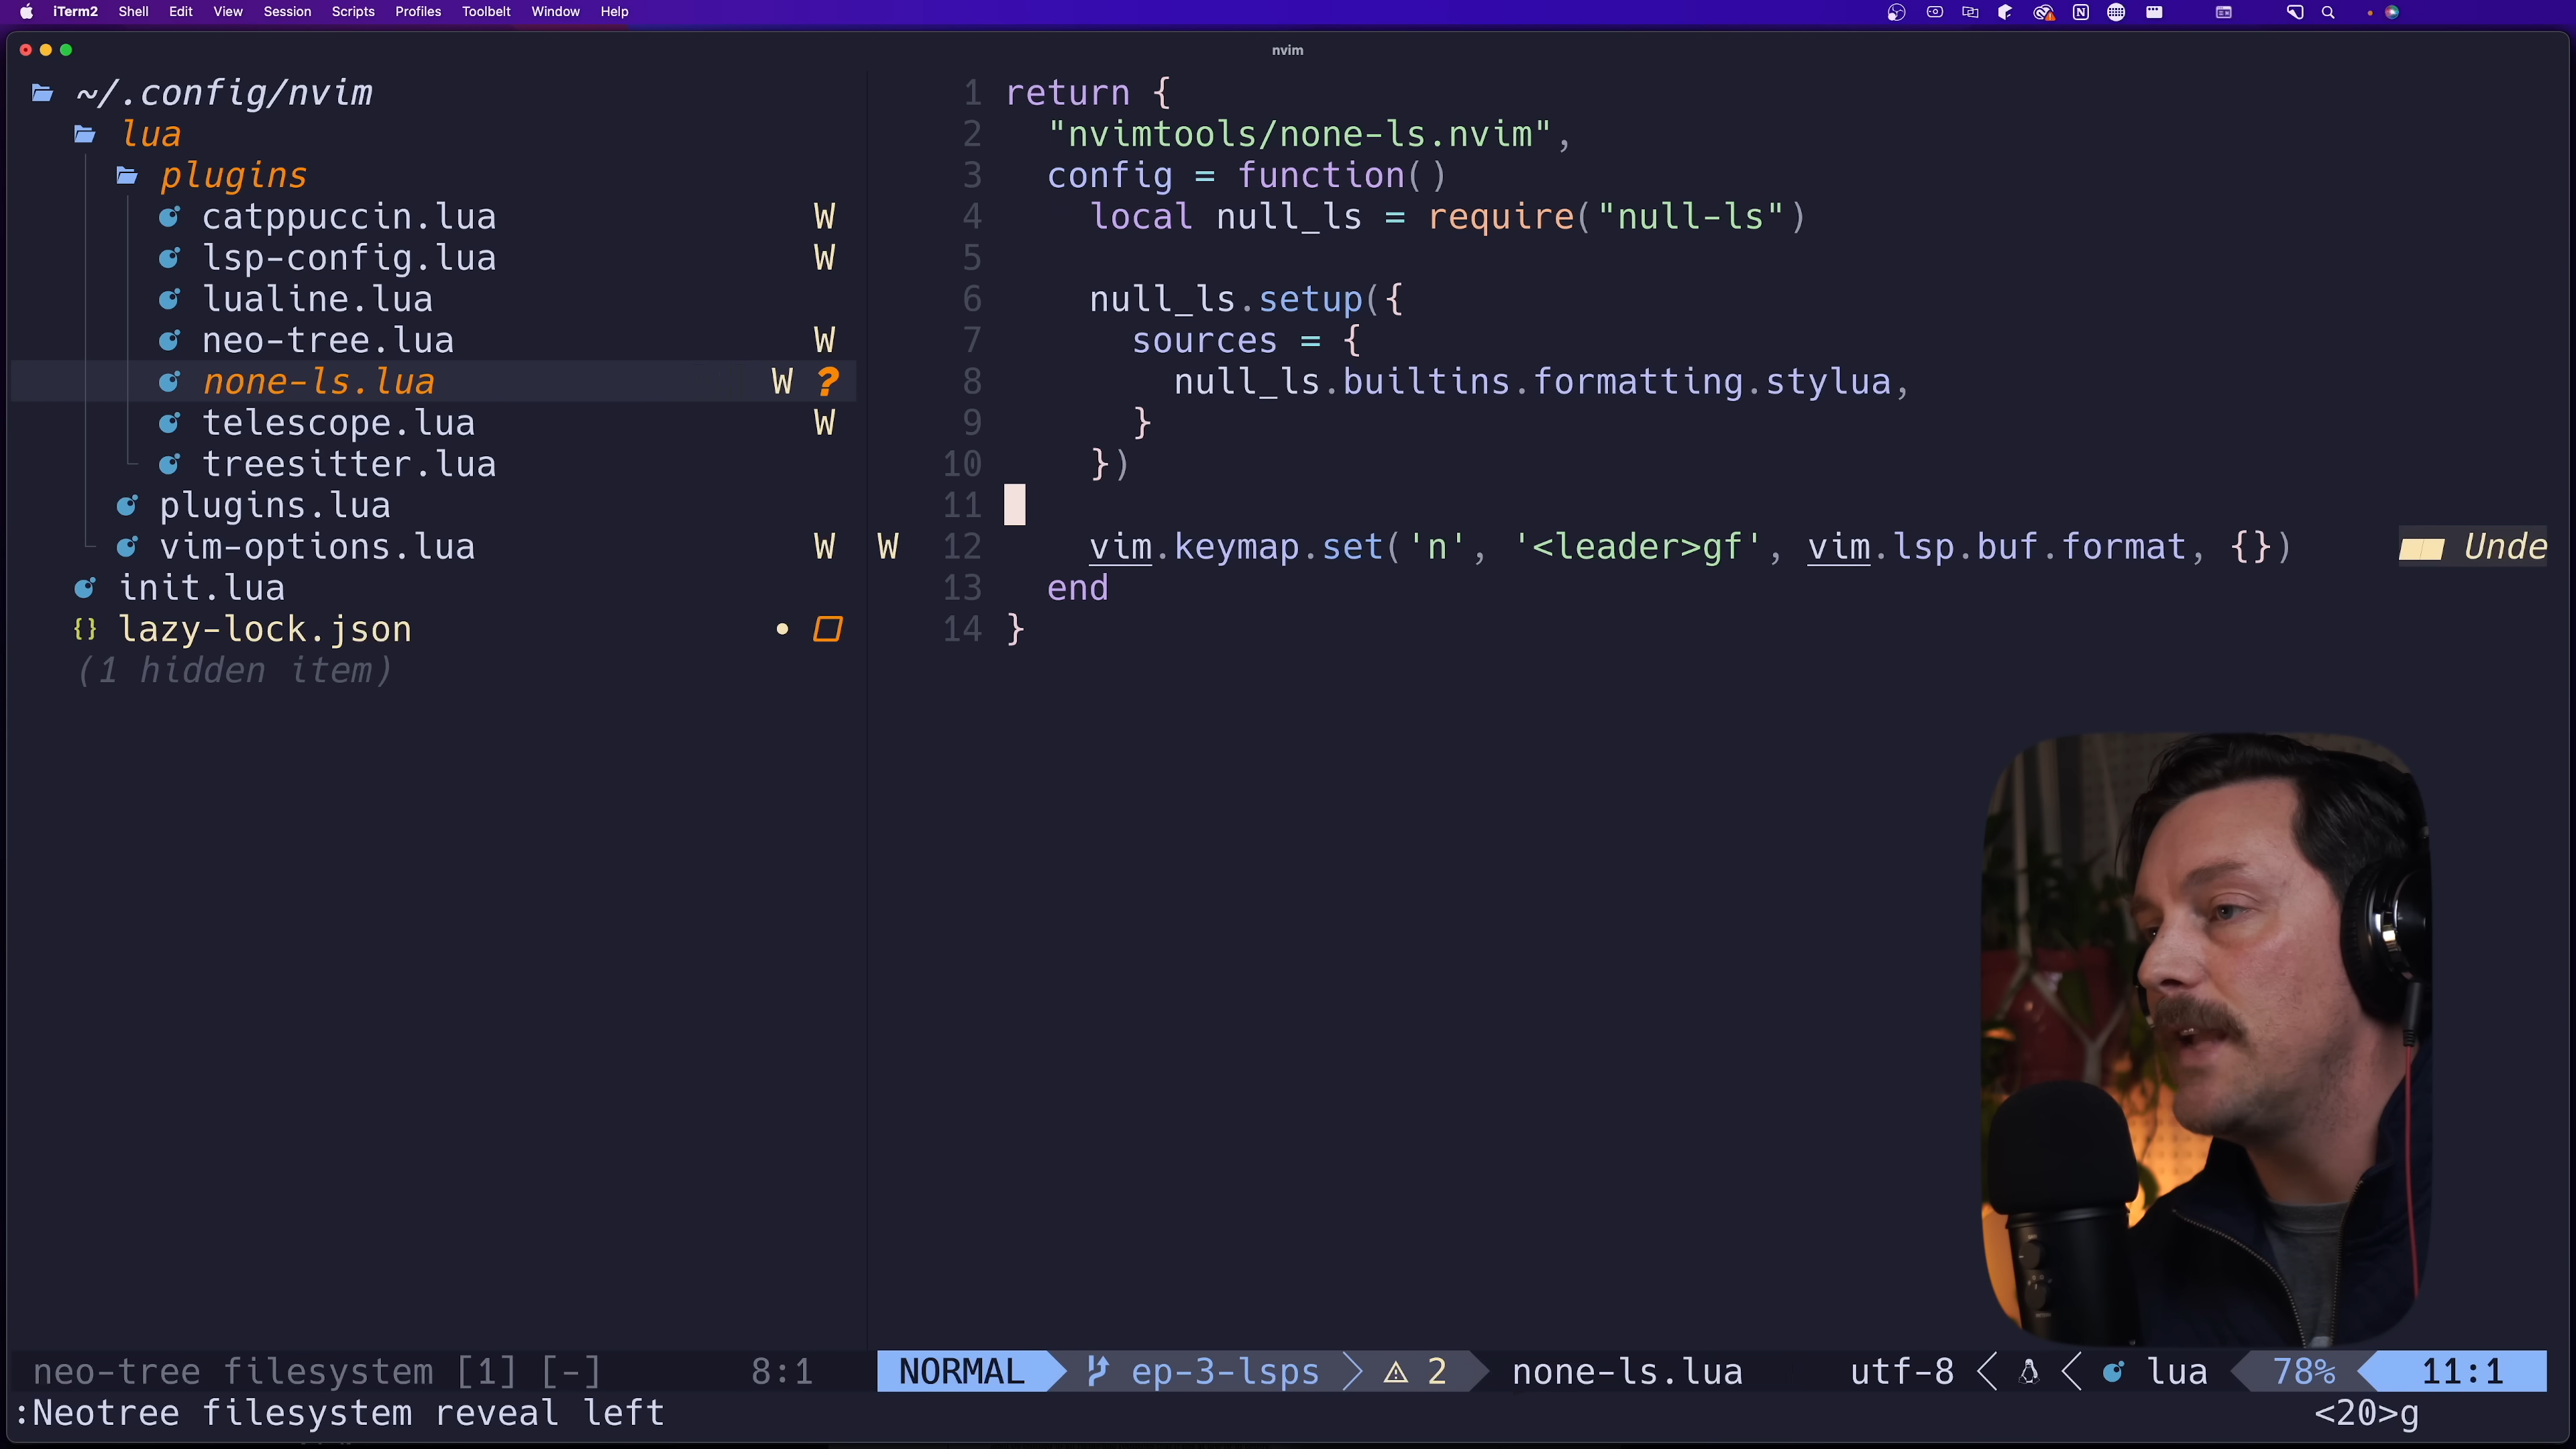 iTerm2 Shell Edit View Session Scripts Profiles Toolbelt Window Help
nvim
~/.config/nvim
lua
plugins
catppuccin.lua W
lsp-config.lua W
lualine.lua
neo-tree.lua W
none-ls.lua W ?
telescope.lua W
treesitter.lua
plugins.lua
vim-options.lua W
init.lua
{} lazy-lock.json
(1 hidden item)
1 return {
2 "nvimtools/none-ls.nvim",
3 config = function()
4 local null_ls = require("null-ls")
5
6 null_ls.setup({
7 sources = {
8 null_ls.builtins.formatting.stylua,
9 }
10 })
11
W 12 vim.keymap.set('n', '<leader>gf', vim.lsp.buf.format, {}) Unde
13 end
14 }
neo-tree filesystem [1] [-] 8:1
NORMAL ep-3-lsps 2 none-ls.lua utf-8 lua 78% 11:1
:Neotree filesystem reveal left <20>g